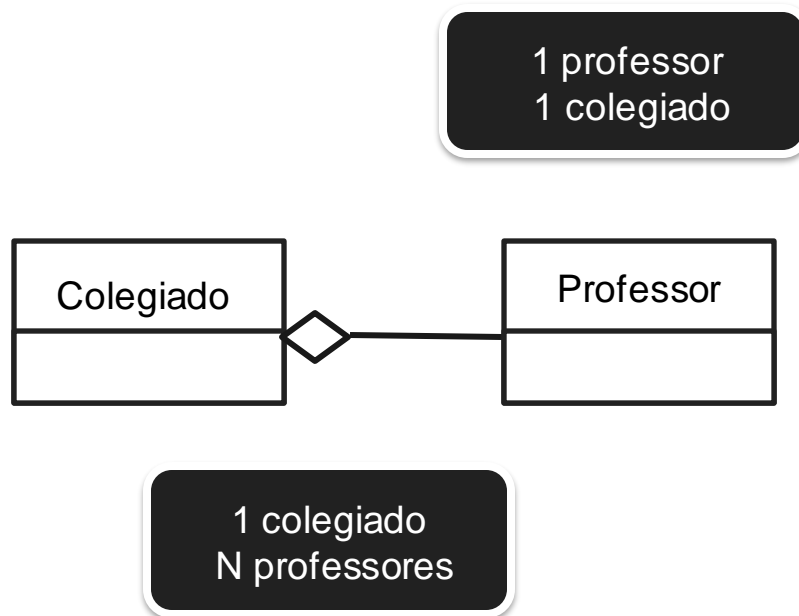 1 professor
1 colegiado
Colegiado
Professor
1 colegiado
N professores